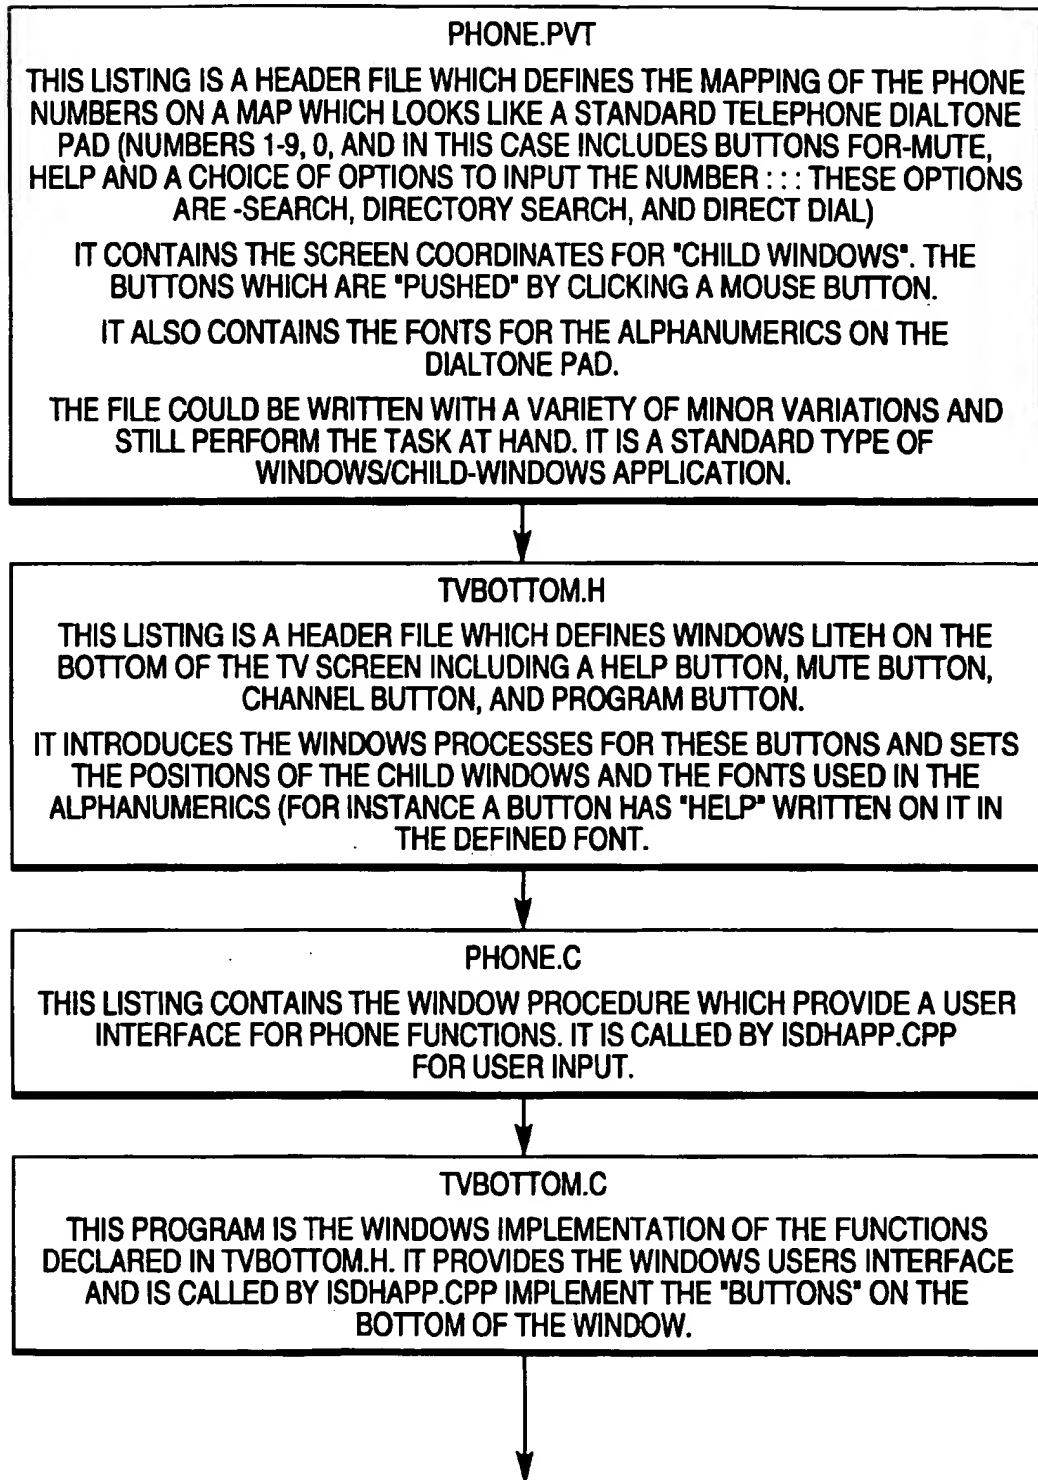 PHONE.PVT
THIS LISTING IS A HEADER FILE WHICH DEFINES THE MAPPING OF THE PHONE
NUMBERS ON A MAP WHICH LOOKS LIKE A STANDARD TELEPHONE DIALTONE
PAD (NUMBERS 1-9, 0, AND IN THIS CASE INCLUDES BUTTONS FOR-MUTE,
HELP AND A CHOICE OF OPTIONS TO INPUT THE NUMBER : : : THESE OPTIONS
ARE -SEARCH, DIRECTORY SEARCH, AND DIRECT DIAL)
IT CONTAINS THE SCREEN COORDINATES FOR "CHILD WINDOWS". THE
BUTTONS WHICH ARE "PUSHED" BY CLICKING A MOUSE BUTTON.
IT ALSO CONTAINS THE FONTS FOR THE ALPHANUMERICS ON THE
DIALTONE PAD.
THE FILE COULD BE WRITTEN WITH A VARIETY OF MINOR VARIATIONS AND
STILL PERFORM THE TASK AT HAND. IT IS A STANDARD TYPE OF
WINDOWS/CHILD-WINDOWS APPLICATION.
TVBOTTOM.H
THIS LISTING IS A HEADER FILE WHICH DEFINES WINDOWS LITEH ON THE
BOTTOM OF THE TV SCREEN INCLUDING A HELP BUTTON, MUTE BUTTON,
CHANNEL BUTTON, AND PROGRAM BUTTON.
IT INTRODUCES THE WINDOWS PROCESSES FOR THESE BUTTONS AND SETS
THE POSITIONS OF THE CHILD WINDOWS AND THE FONTS USED IN THE
ALPHANUMERICS (FOR INSTANCE A BUTTON HAS "HELP" WRITTEN ON IT IN
THE DEFINED FONT.
PHONE.C
THIS LISTING CONTAINS THE WINDOW PROCEDURE WHICH PROVIDE A USER
INTERFACE FOR PHONE FUNCTIONS. IT IS CALLED BY ISDHAPP.CPP
FOR USER INPUT.
TVBOTTOM.C
THIS PROGRAM IS THE WINDOWS IMPLEMENTATION OF THE FUNCTIONS
DECLARED IN TVBOTTOM.H. IT PROVIDES THE WINDOWS USERS INTERFACE
AND IS CALLED BY ISDHAPP.CPP IMPLEMENT THE "BUTTONS" ON THE
BOTTOM OF THE WINDOW.